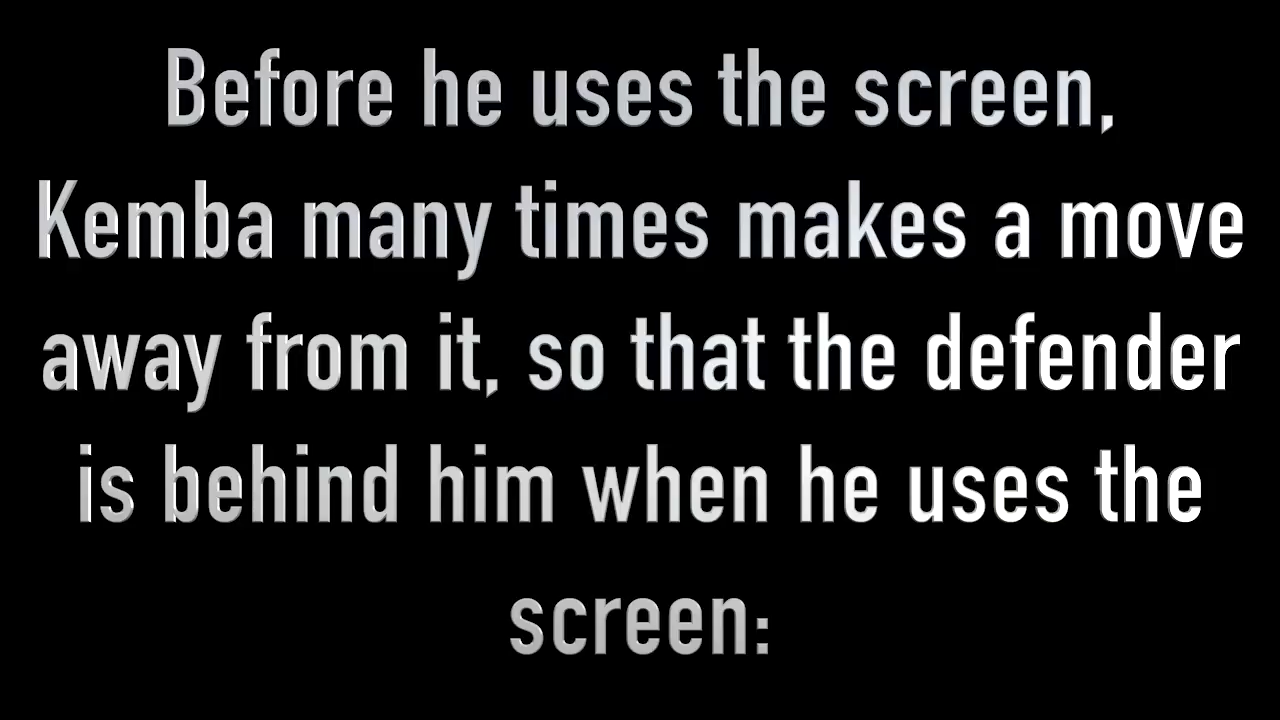 Before he uses the screen,
Kemba many times makes a move
away from it, so that the defender
is behind him when he uses the
screen: